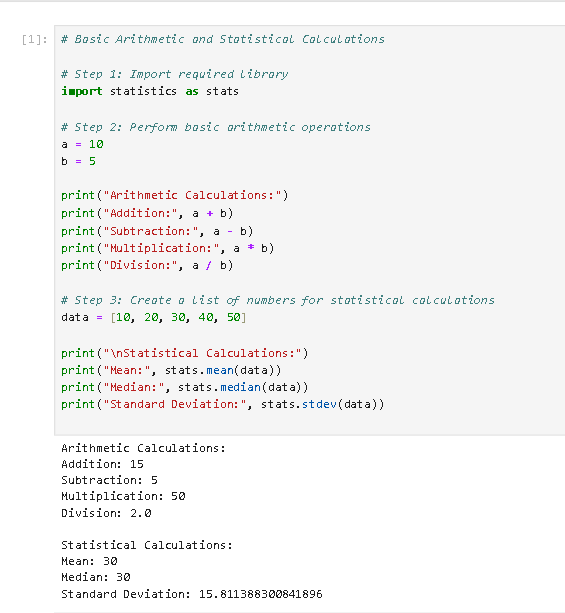 [1]: # Basic Arithmetic and Statistical Calculations
# Step 1: Import required library
import statistics as stats
# Step 2: Perform basic arithmetic operations
a = 10
b = 5
print("Arithmetic Calculations:")
print("Addition:", a + b)
print("Subtraction:", a - b)
print("Multiplication:", a * b)
print("Division:", a / b)
# Step 3: Create a list of numbers for statistical calculations
data = [10, 20, 30, 40, 50]
print("\nStatistical Calculations:")
print("Mean:", stats.mean(data))
print("Median:", stats.median(data))
print("Standard Deviation:", stats.stdev(data))
Arithmetic Calculations:
Addition: 15
Subtraction: 5
Multiplication: 50
Division: 2.0
Statistical Calculations:
Mean: 30
Median: 30
Standard Deviation: 15.811388300841896